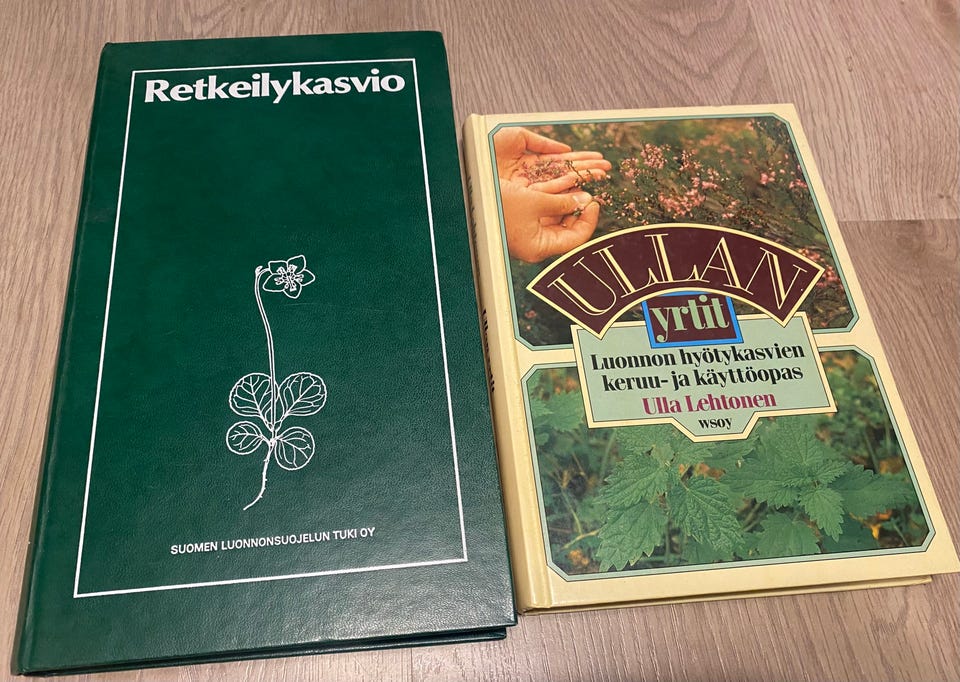 Retkeilykasvio
SUOMEN LUONNONSUOJELUN TUKI OY
ULLAN
yrtit
Luonnon hyötykasvien
keruu- ja käyttöopas
Ulla Lehtonen
wsoy